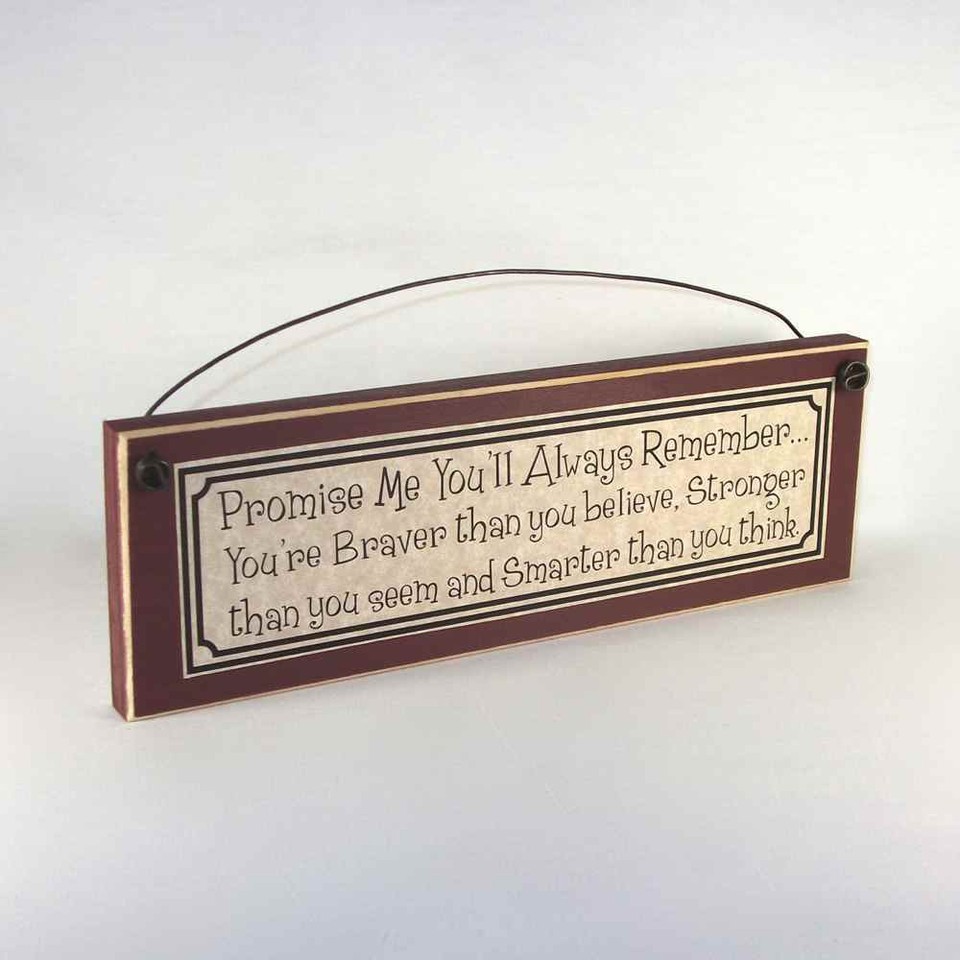 Promise Me You'll Always Remember...
You're Braver than you believe, Stronger
than you seem and Smarter than you think.